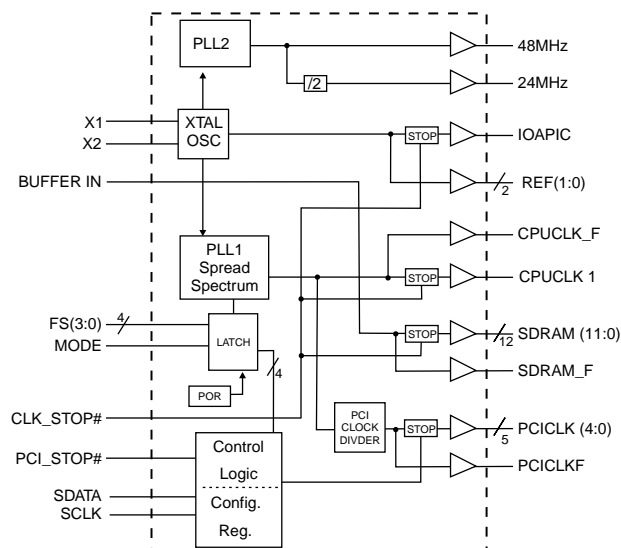 PLL2
48MHz
/2
24MHz
X1
X2
XTAL
OSC
STOP
IOAPIC
BUFFER IN
2
REF(1:0)
PLL1
Spread
Spectrum
CPUCLK_F
STOP
CPUCLK 1
FS(3:0)
4
MODE
LATCH
STOP
12
SDRAM (11:0)
SDRAM_F
4
POR
CLK_STOP#
PCI
CLOCK
DIVDER
STOP
5
PCICLK (4:0)
PCICLKF
PCI_STOP#
Control
Logic
SDATA
SCLK
Config.
Reg.